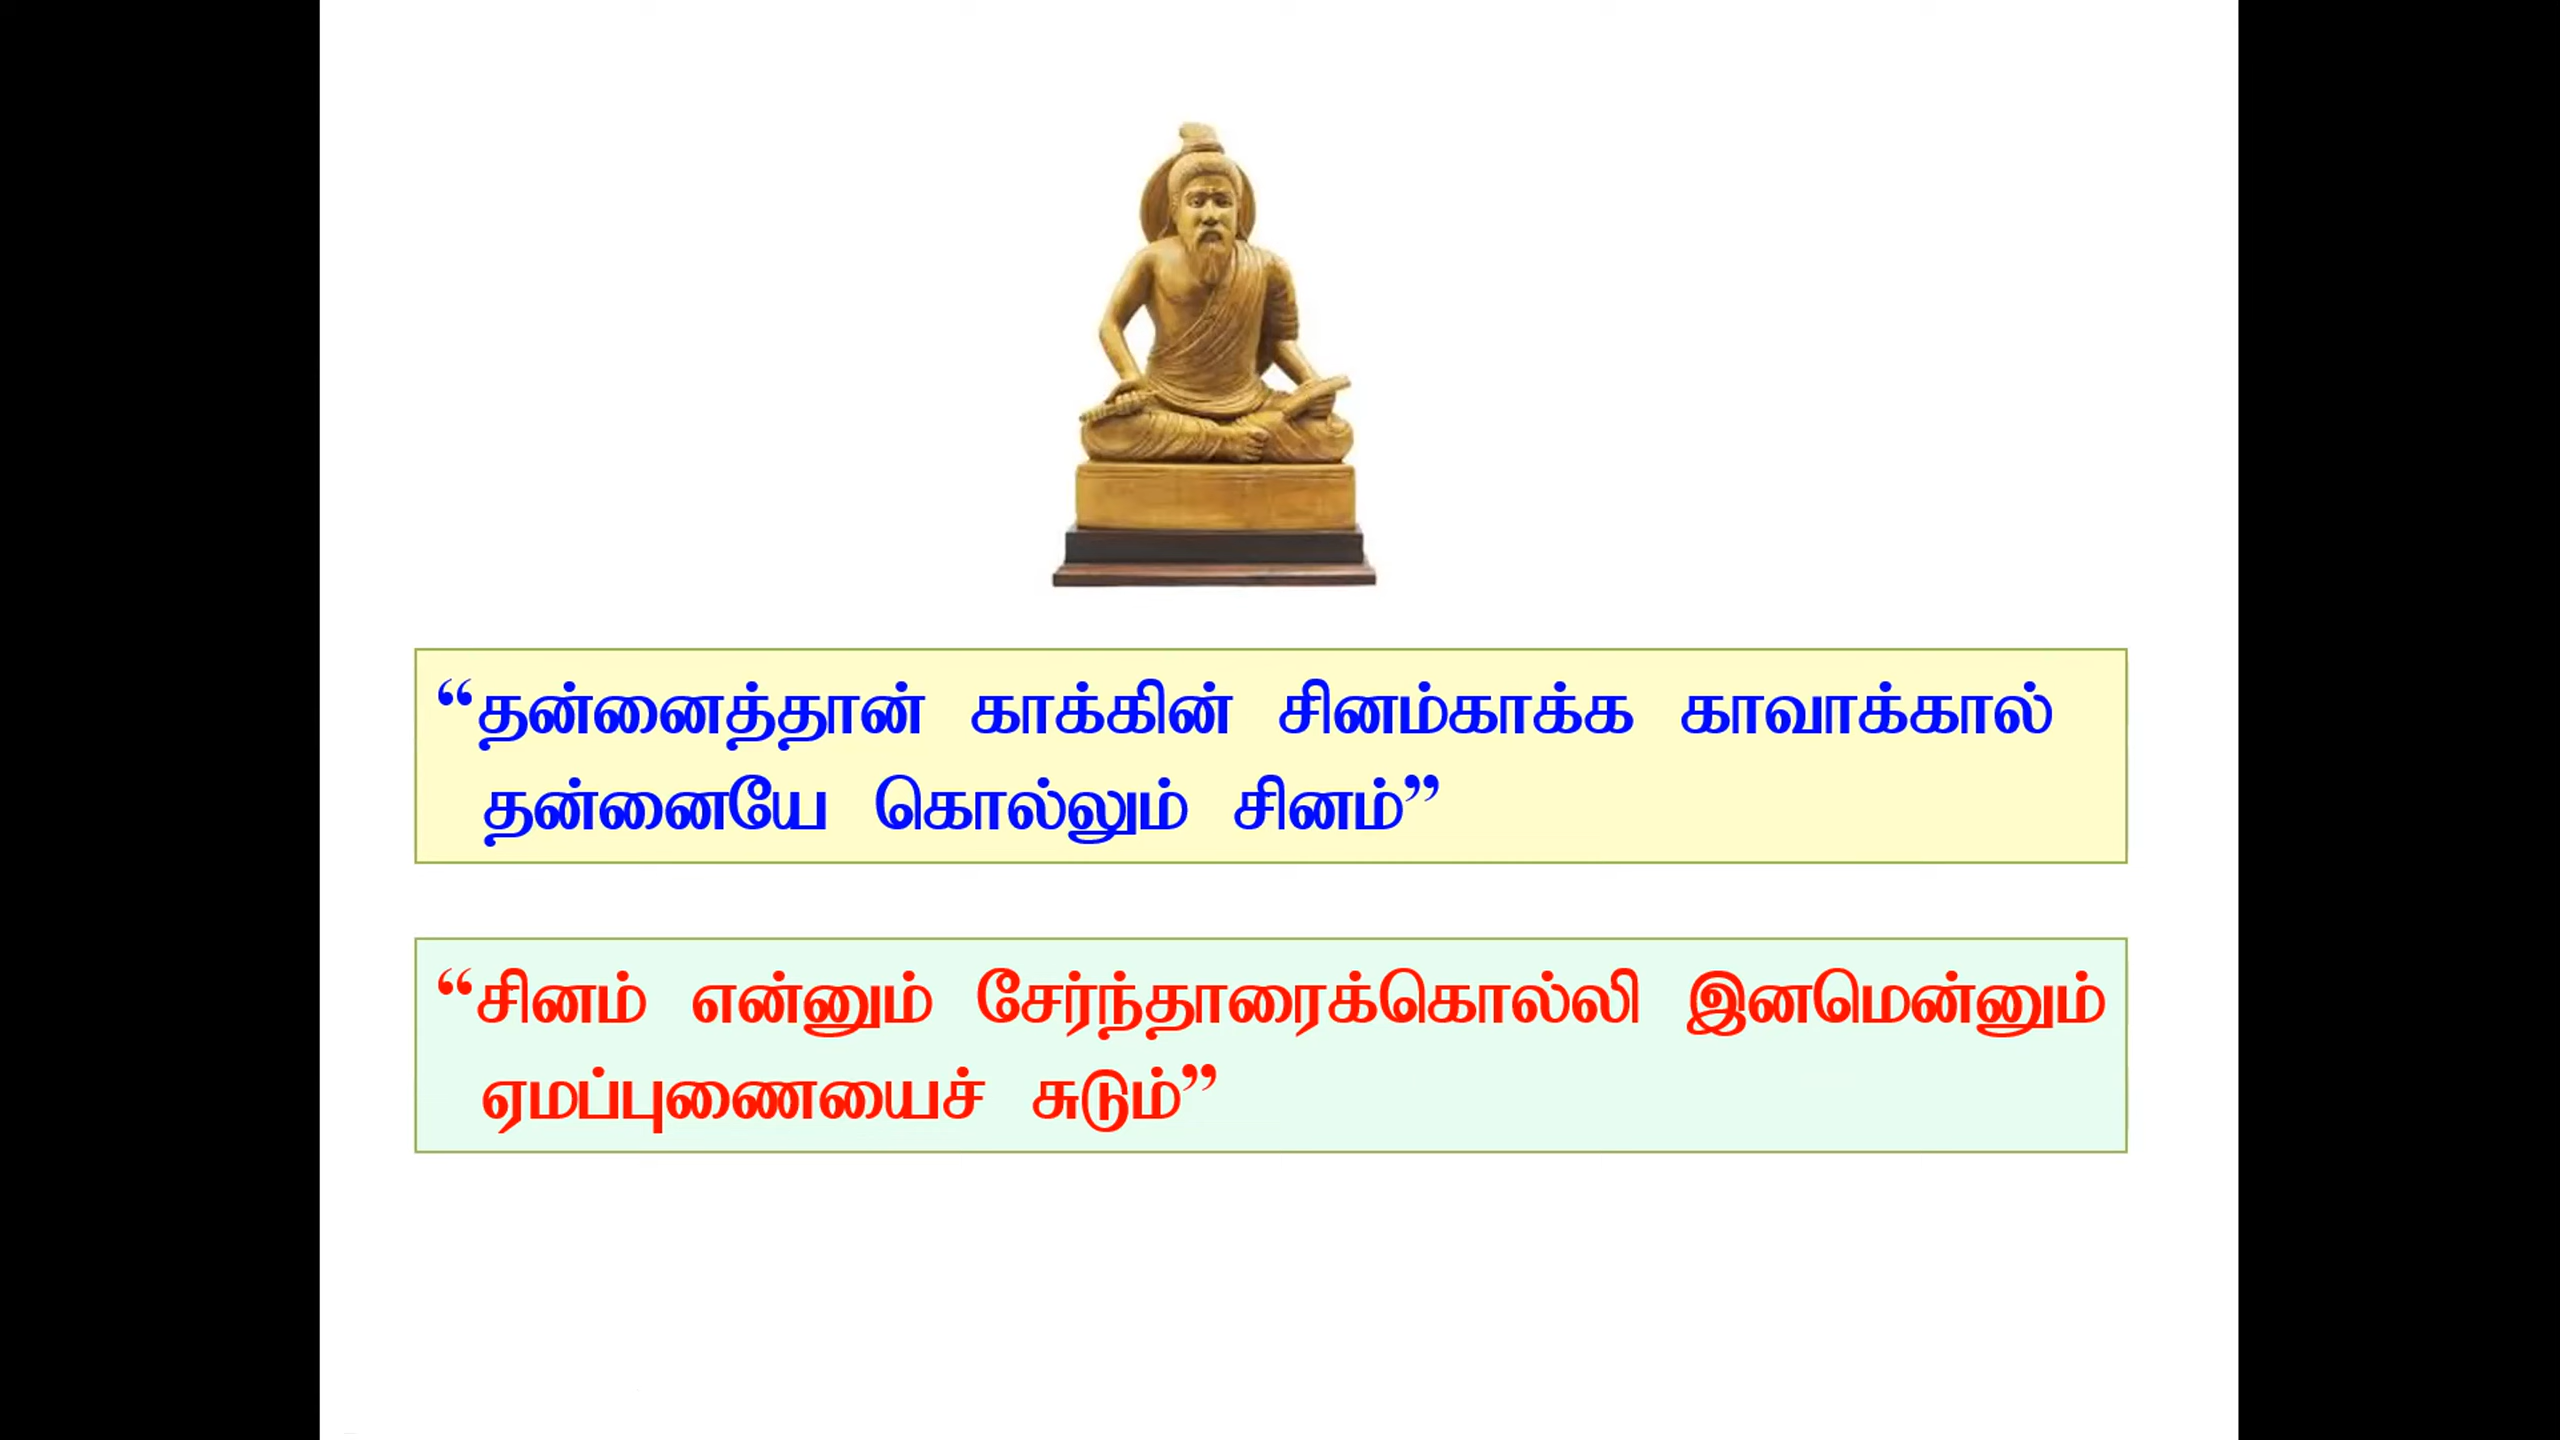 “தன்னைத்தான் காக்கின் சினம்காக்க காவாக்கால்
தன்னையே கொல்லும் சினம்”
“சினம் என்னும் சேர்ந்தாரைக்கொல்லி இனமென்னும்
ஏமப்புணையைச் சுடும்”